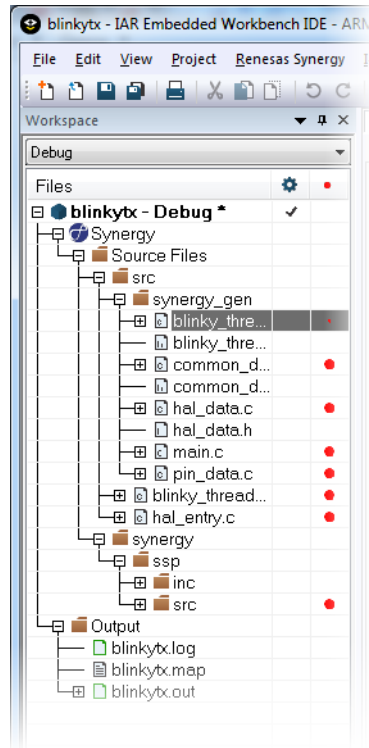 blinkytx - IAR Embedded Workbench IDE - ARM
File Edit View Project Renesas Synergy
Workspace
Debug
Files
blinkytx - Debug *
Synergy
Source Files
src
synergy_gen
blinky_thre...
blinky_thre...
common_d...
common_d...
hal_data.c
hal_data.h
main.c
pin_data.c
blinky_thread...
hal_entry.c
synergy
ssp
inc
src
Output
blinkytx.log
blinkytx.map
blinkytx.out